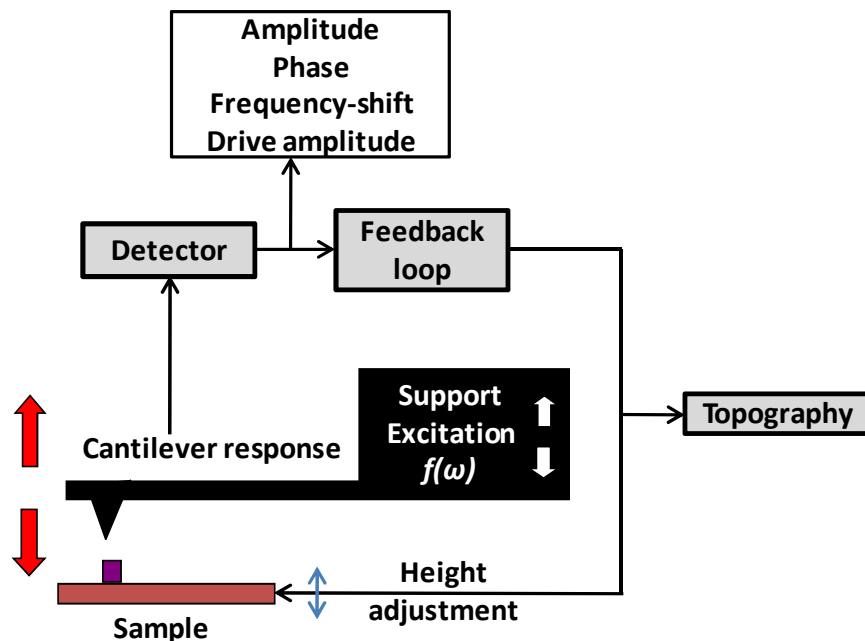 Amplitude
Phase
Frequency-shift
Drive amplitude
Detector
Feedback
loop
Support
Excitation
f(ω)
Topography
Cantilever response
Height
adjustment
Sample